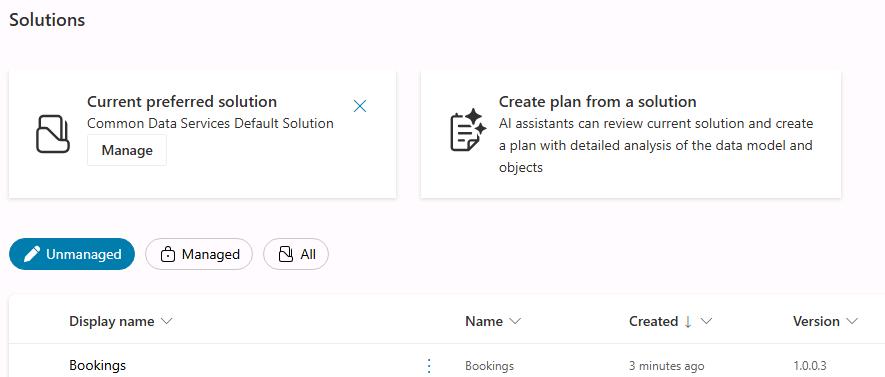 Solutions
Current preferred solution
Common Data Services Default Solution
Manage
Create plan from a solution
AI assistants can review current solution and create
a plan with detailed analysis of the data model and
objects
Unmanaged
Managed
All
Display name
Name
Created
Version
Bookings
Bookings
3 minutes ago
1.0.0.3